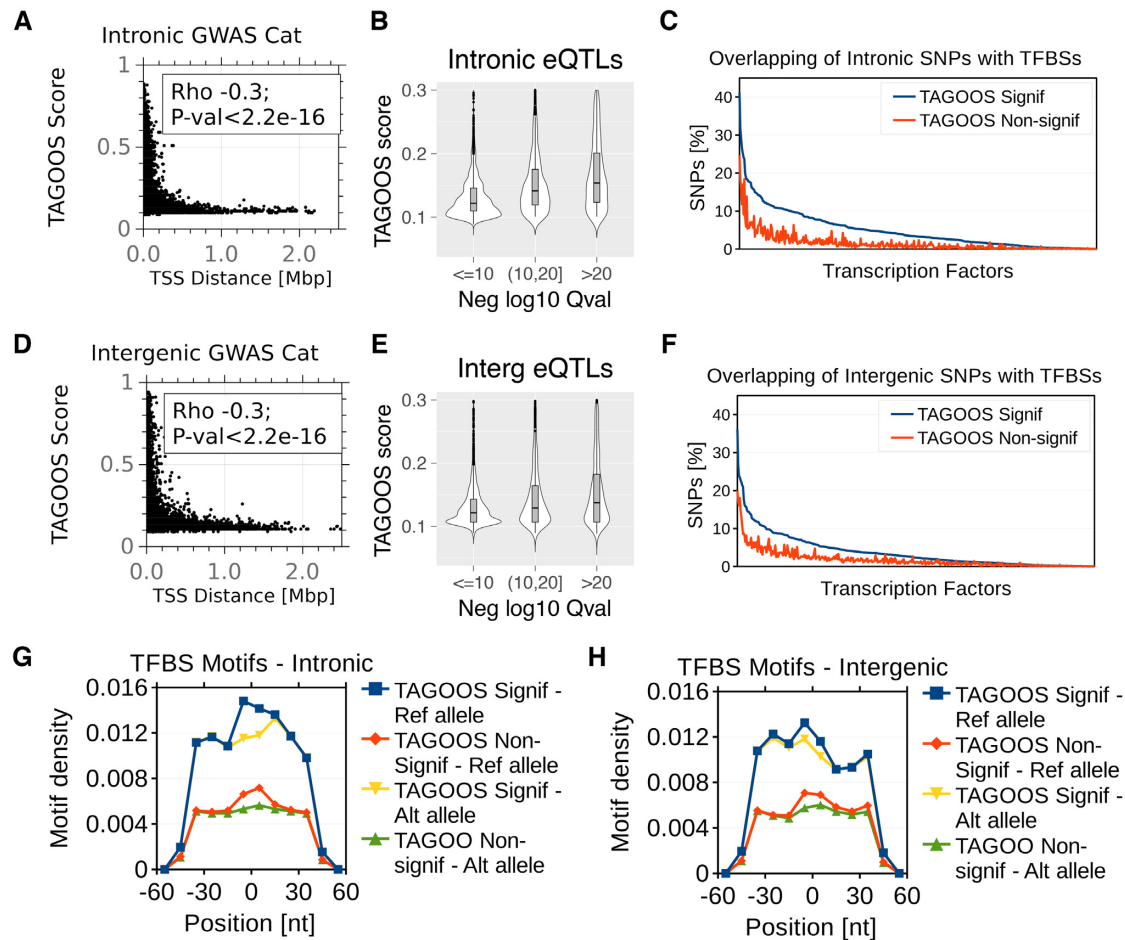 A
Intronic GWAS Cat
1
0.5
0
Rho -0.3;
P-val<2.2e-16
TAGOOS Score
0.0
1.0
2.0
TSS Distance [Mbp]
B
Intronic eQTLs
0.3
0.2
0.1
TAGOOS score
<=10
(10,20]
>20
Neg log10 Qval
C
Overlapping of Intronic SNPs with TFBSs
40
30
20
10
0
SNPs [%]
TAGOOS Signif
TAGOOS Non-signif
Transcription Factors
D
Intergenic GWAS Cat
1
0.5
0
Rho -0.3;
P-val<2.2e-16
TAGOOS Score
0.0
1.0
2.0
TSS Distance [Mbp]
E
Interg eQTLs
0.3
0.2
0.1
TAGOOS score
<=10
(10,20]
>20
Neg log10 Qval
F
Overlapping of Intergenic SNPs with TFBSs
40
30
20
10
0
SNPs [%]
TAGOOS Signif
TAGOOS Non-signif
Transcription Factors
G
TFBS Motifs - Intronic
0.016
0.012
0.008
0.004
0
Motif density
-60
-30
0
30
60
Position [nt]
TAGOOS Signif -
Ref allele
TAGOOS Non-
Signif - Ref allele
TAGOOS Signif -
Alt allele
TAGOO Non-
signif - Alt allele
H
TFBS Motifs - Intergenic
0.016
0.012
0.008
0.004
0
Motif density
-60
-30
0
30
60
Position [nt]
TAGOOS Signif -
Ref allele
TAGOOS Non-
Signif - Ref allele
TAGOOS Signif -
Alt allele
TAGOO Non-
signif - Alt allele